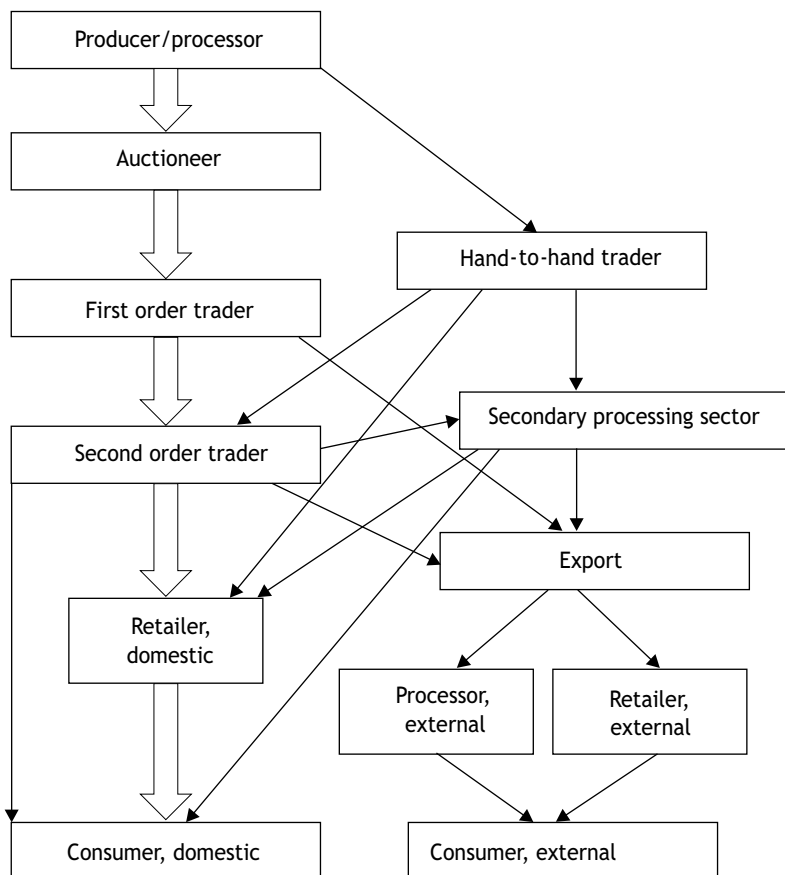 Producer/processor
Auctioneer
Hand-to-hand trader
First order trader
Secondary processing sector
Second order trader
Export
Retailer,
domestic
Processor,
external
Retailer,
external
Consumer, domestic
Consumer, external